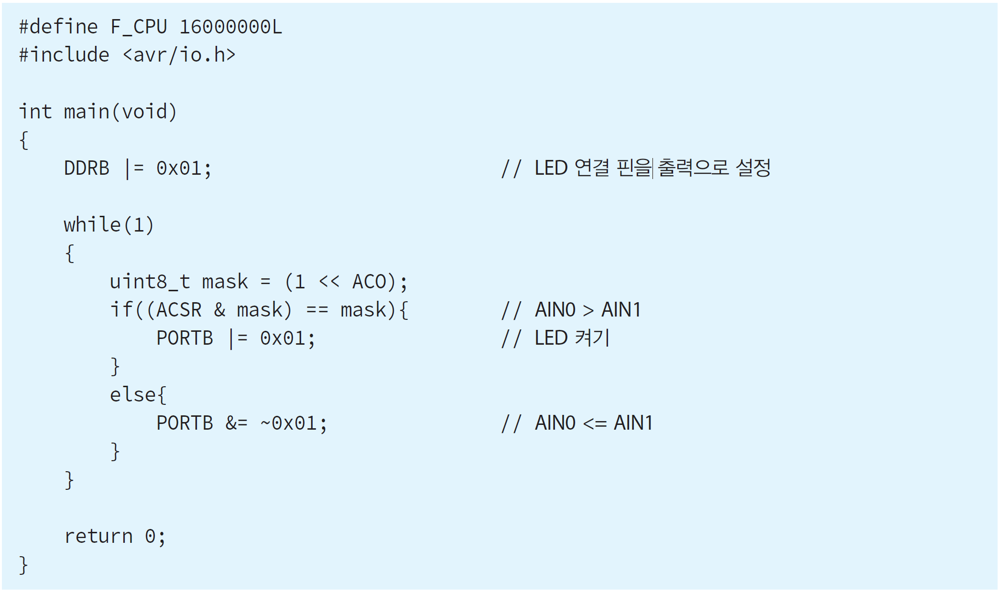 #define F_CPU 16000000L
#include <avr/io.h>
int main(void)
{
    DDRB |= 0x01; // LED 연결 핀을 출력으로 설정
    while(1)
    {
        uint8_t mask = (1 << ACO);
        if((ACSR & mask) == mask){ // AIN0 > AIN1
            PORTB |= 0x01; // LED 켜기
        }
        else{
            PORTB &= ~0x01; // AIN0 <= AIN1
        }
    }
    return 0;
}